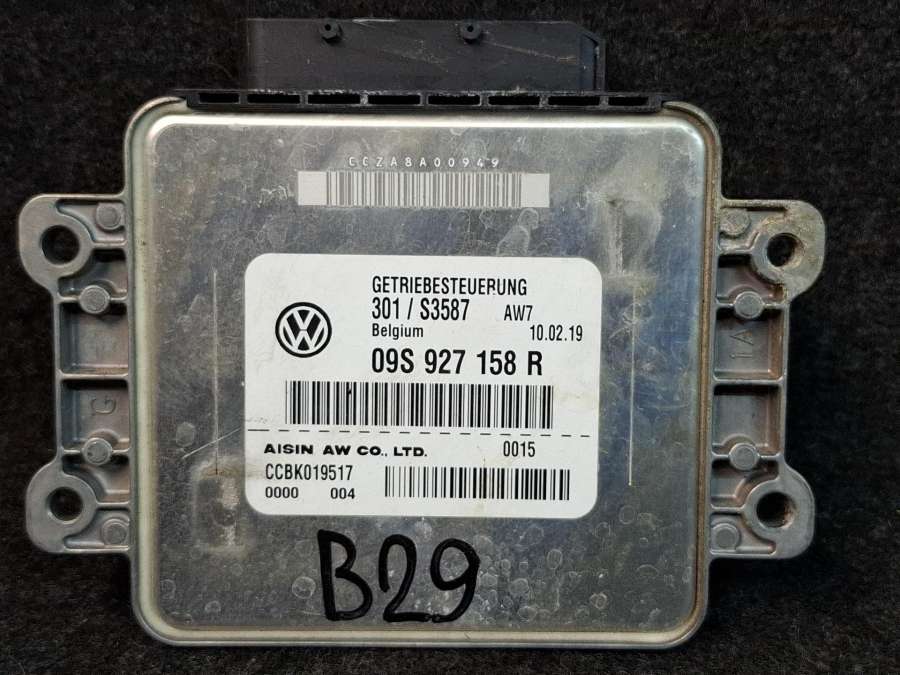 CCZA8A00949
GETRIEBESTEUERUNG
301 / S3587 AW7
Belgium 10.02.19
09S 927 158 R
AISIN AW CO., LTD. 0015
CCBK019517
0000 004
B29
G
1A